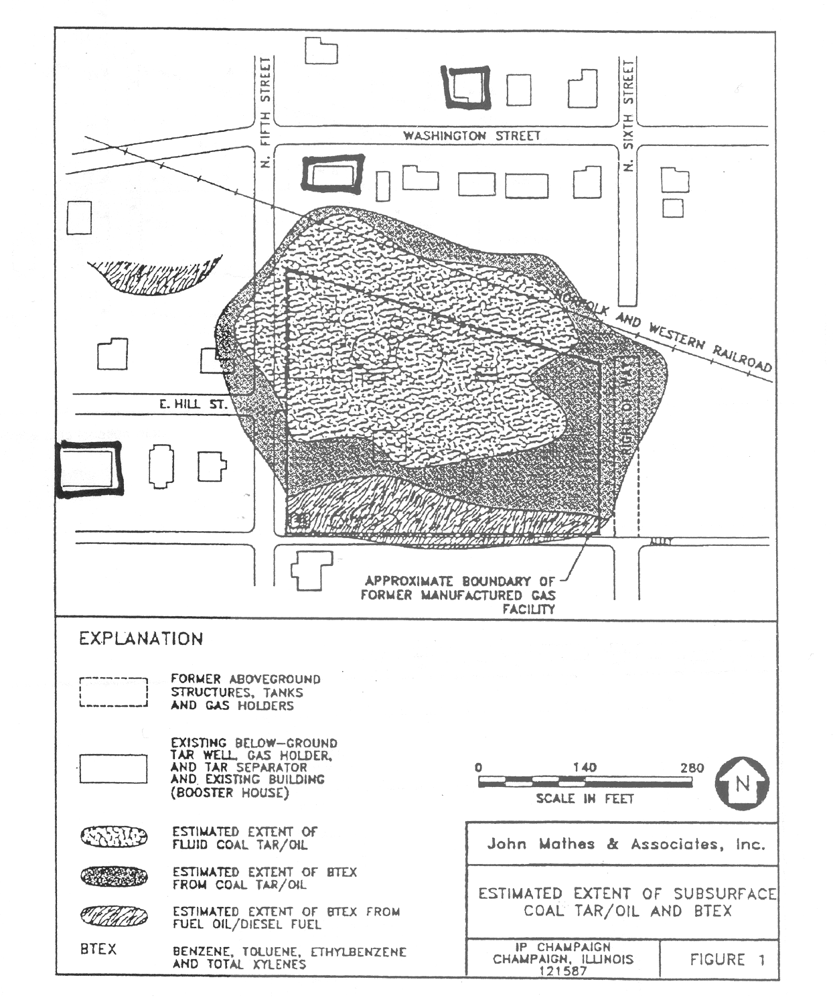 N. FIFTH STREET
N. SIXTH STREET
WASHINGTON STREET
NORFOLK AND WESTERN RAILROAD
RIGHT OF WAY
E. HILL ST.
ALLEY
APPROXIMATE BOUNDARY OF
FORMER MANUFACTURED GAS
FACILITY
EXPLANATION
FORMER ABOVEGROUND
STRUCTURES, TANKS
AND GAS HOLDERS
EXISTING BELOW-GROUND
TAR WELL, GAS HOLDER,
AND TAR SEPARATOR
AND EXISTING BUILDING
(BOOSTER HOUSE)
0 140 280
SCALE IN FEET
N
ESTIMATED EXTENT OF
FLUID COAL TAR/OIL
ESTIMATED EXTENT OF BTEX
FROM COAL TAR/OIL
ESTIMATED EXTENT OF BTEX FROM
FUEL OIL/DIESEL FUEL
BTEX BENZENE, TOLUENE, ETHYLBENZENE
AND TOTAL XYLENES
John Mathes & Associates, Inc.
ESTIMATED EXTENT OF SUBSURFACE
COAL TAR/OIL AND BTEX
IP CHAMPAIGN
CHAMPAIGN, ILLINOIS
121587
FIGURE 1